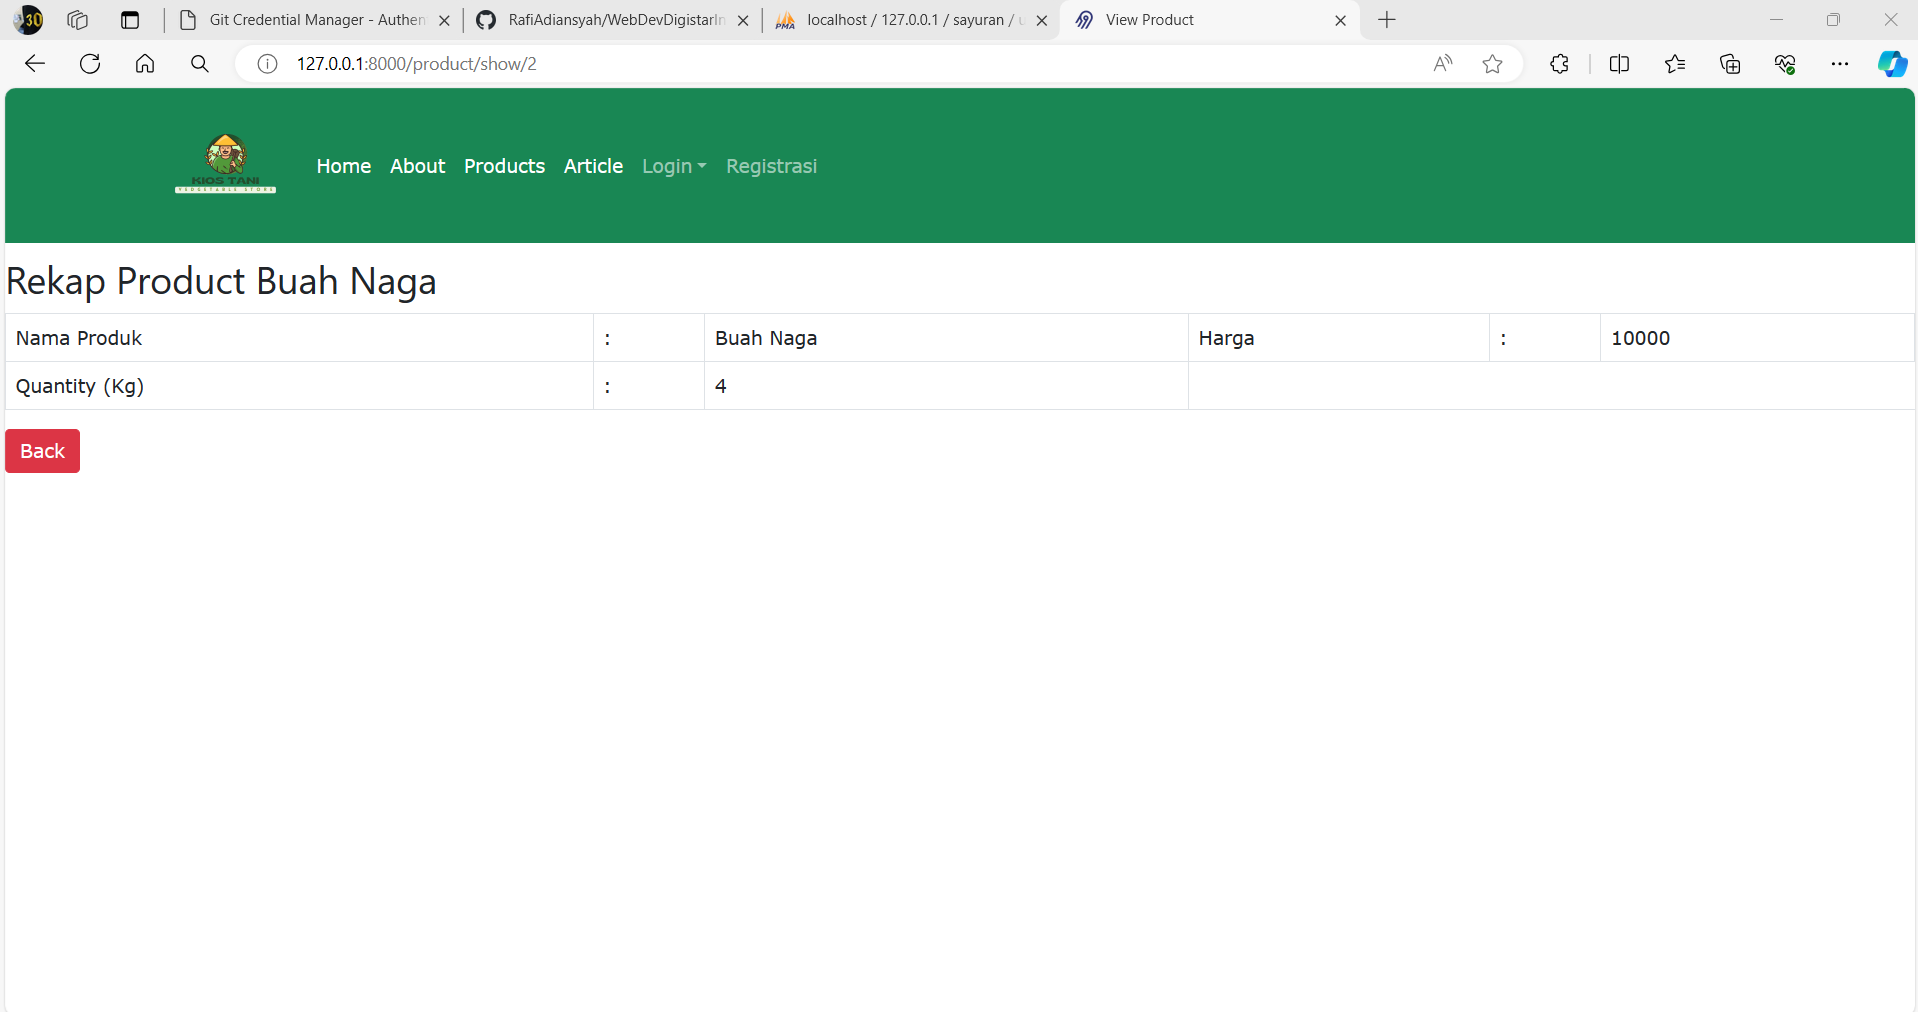 30 Git Credential Manager - Authen RafiAdiansyah/WebDevDigistarIn PMA localhost / 127.0.0.1 / sayuran / u View Product
127.0.0.1:8000/product/show/2
KIOS TANI
Home About Products Article Login Registrasi
Rekap Product Buah Naga
Nama Produk : Buah Naga Harga : 10000
Quantity (Kg) : 4
Back